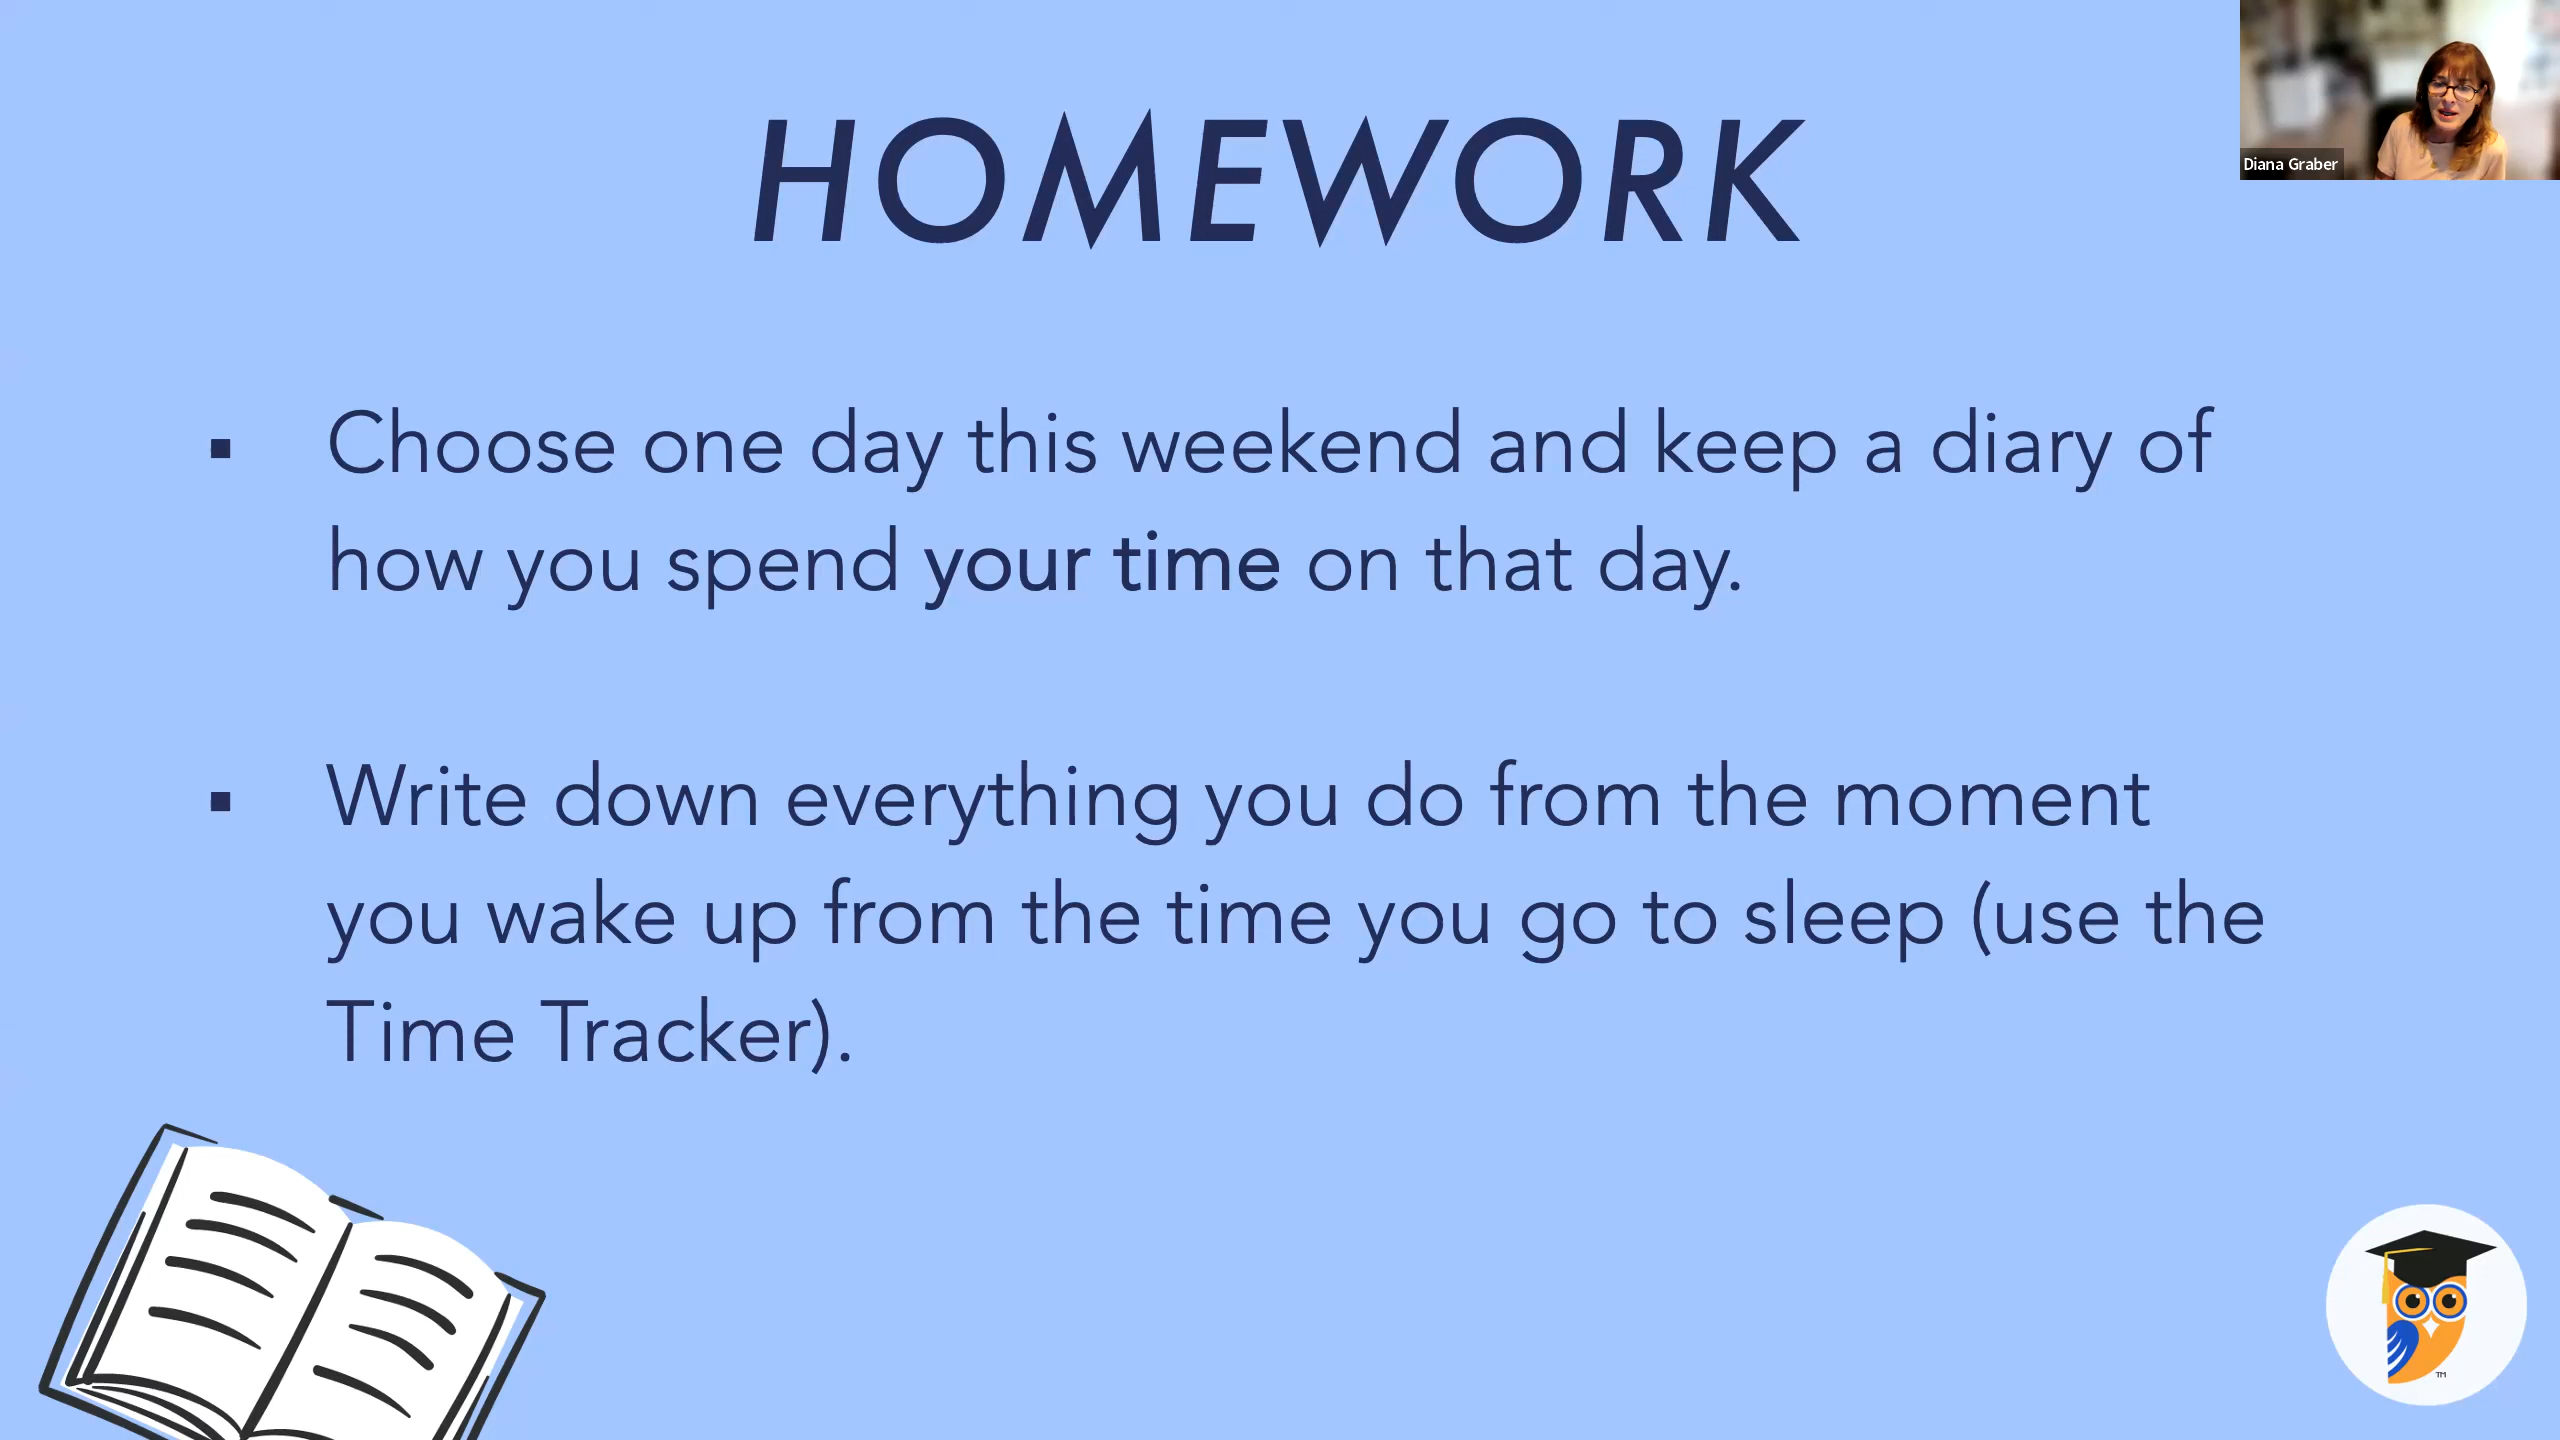 HOMEWORK
Diana Graber
▪ Choose one day this weekend and keep a diary of
how you spend your time on that day.
▪ Write down everything you do from the moment
you wake up from the time you go to sleep (use the
Time Tracker).
TM